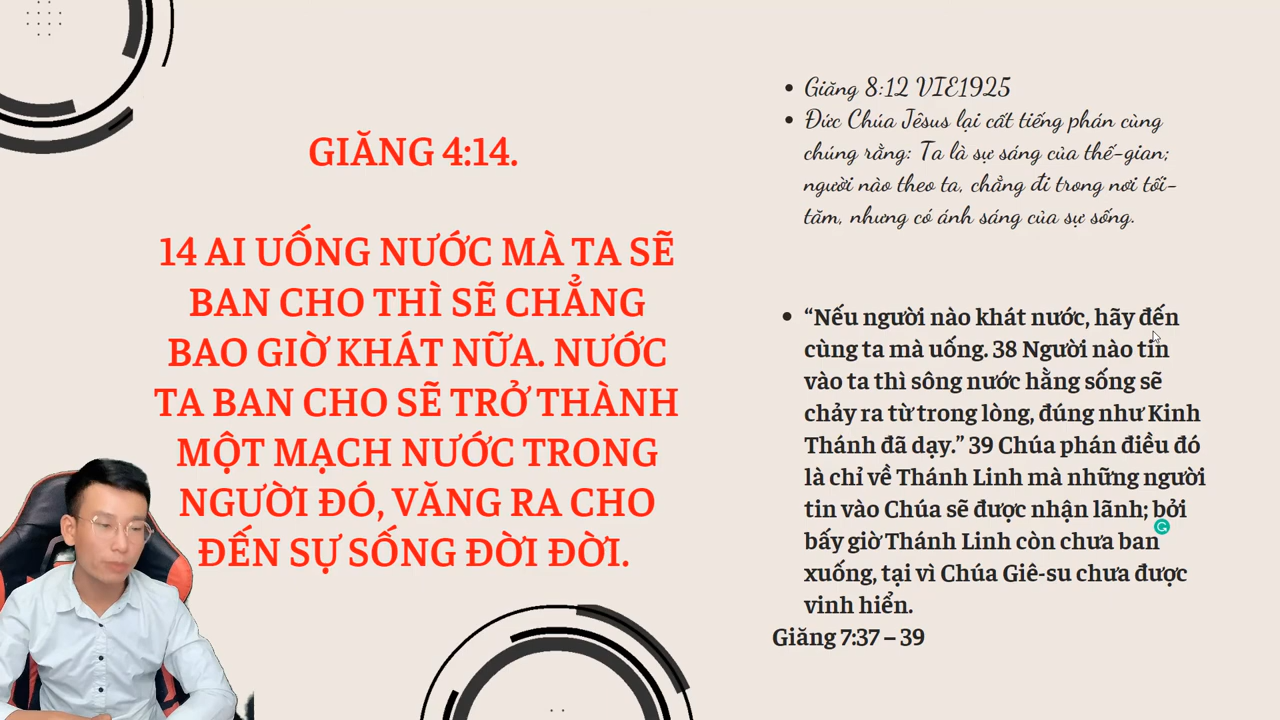 GIĂNG 4:14.
14 AI UỐNG NƯỚC MÀ TA SẼ
BAN CHO THÌ SẼ CHẲNG
BAO GIỜ KHÁT NỮA. NƯỚC
TA BAN CHO SẼ TRỞ THÀNH
MỘT MẠCH NƯỚC TRONG
NGƯỜI ĐÓ, VĂNG RA CHO
ĐẾN SỰ SỐNG ĐỜI ĐỜI.
• Giăng 8:12 VIE1925
• Đức Chúa Jêsus lại cất tiếng phán cùng
chúng rằng: Ta là sự sáng của thế-gian;
người nào theo ta, chẳng đi trong nơi tối-
tăm, nhưng có ánh sáng của sự sống.
• “Nếu người nào khát nước, hãy đến
cùng ta mà uống. 38 Người nào tin
vào ta thì sông nước hằng sống sẽ
chảy ra từ trong lòng, đúng như Kinh
Thánh đã dạy.” 39 Chúa phán điều đó
là chỉ về Thánh Linh mà những người
tin vào Chúa sẽ được nhận lãnh; bởi
bấy giờ Thánh Linh còn chưa ban
xuống, tại vì Chúa Giê-su chưa được
vinh hiển.
Giăng 7:37 – 39